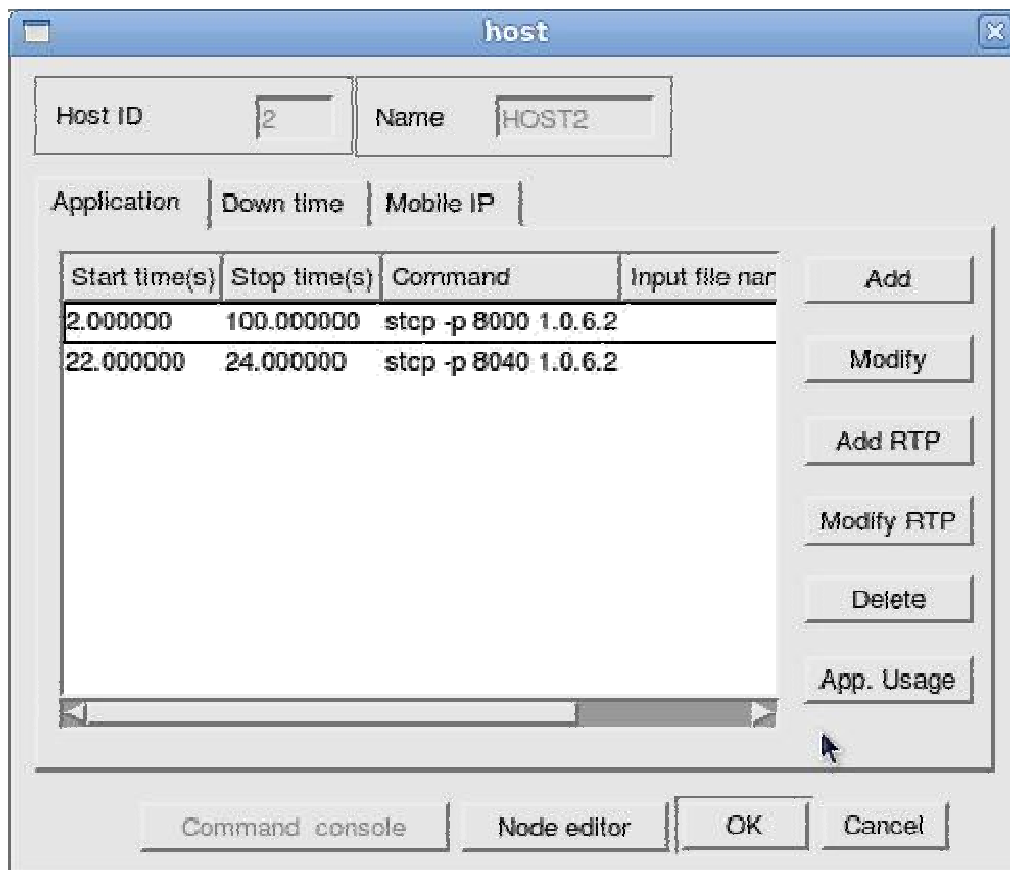 host
Host ID 2 Name HOST2
Application Down time Mobile IP
Start time(s) Stop time(s) Command Input file nar
2.000000 100.000000 stcp -p 8000 1.0.6.2
22.000000 24.000000 stcp -p 8040 1.0.6.2
Add
Modify
Add RTP
Modify RTP
Delete
App. Usage
Command console Node editor OK Cancel